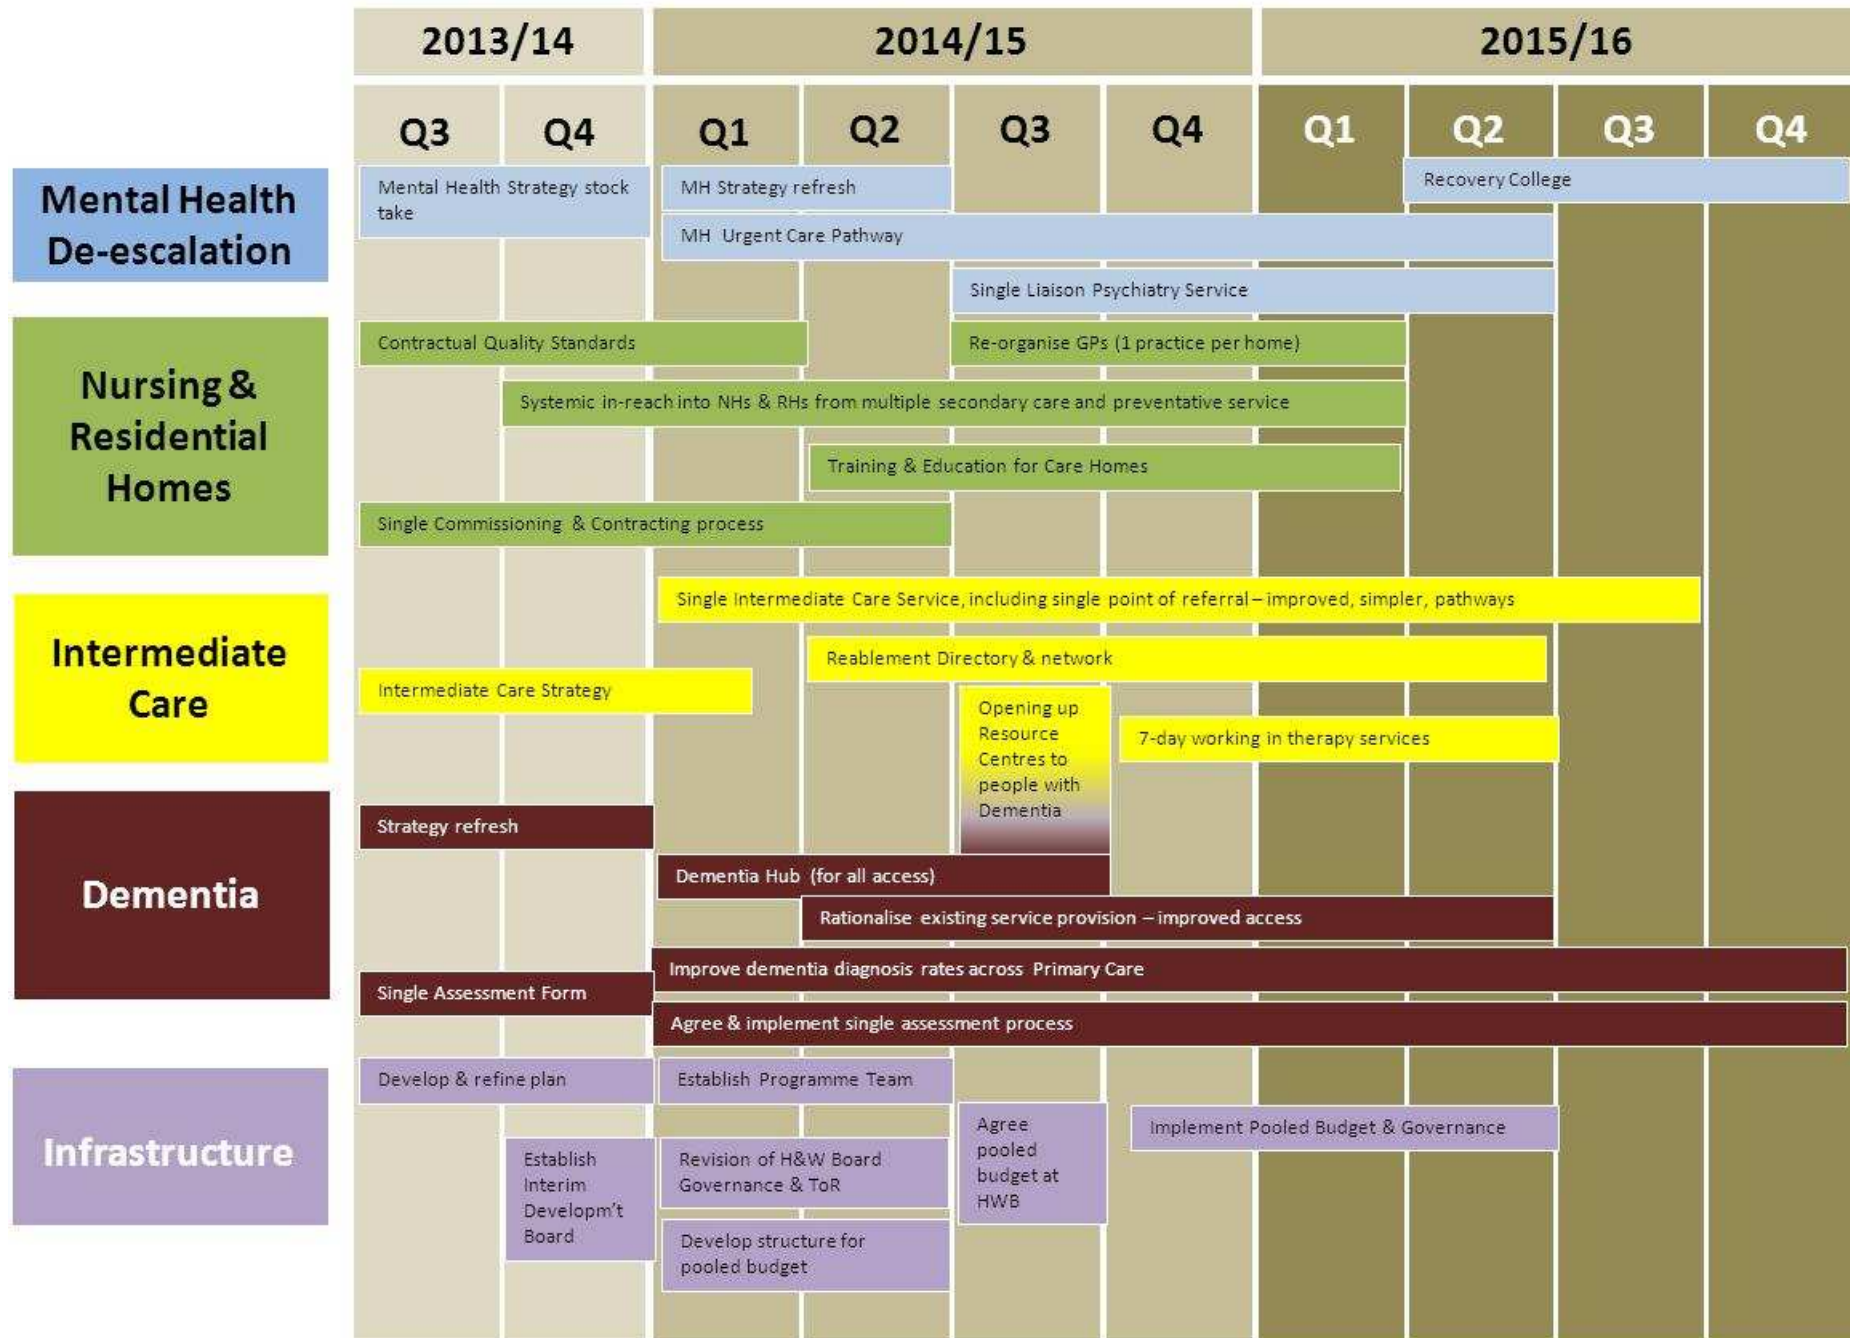 2013/14
2014/15
2015/16
Q3
Q4
Q1
Q2
Q3
Q4
Q1
Q2
Q3
Q4
Mental Health
De-escalation
Mental Health Strategy stock
take
MH Strategy refresh
Recovery College
MH Urgent Care Pathway
Single Liaison Psychiatry Service
Nursing &
Residential
Homes
Contractual Quality Standards
Re-organise GPs (1 practice per home)
Systemic in-reach into NHs & RHs from multiple secondary care and preventative service
Training & Education for Care Homes
Single Commissioning & Contracting process
Intermediate
Care
Single Intermediate Care Service, including single point of referral – improved, simpler, pathways
Reablement Directory & network
Intermediate Care Strategy
Opening up
Resource
Centres to
people with
Dementia
7-day working in therapy services
Dementia
Strategy refresh
Dementia Hub (for all access)
Rationalise existing service provision – improved access
Improve dementia diagnosis rates across Primary Care
Single Assessment Form
Agree & implement single assessment process
Infrastructure
Develop & refine plan
Establish Programme Team
Agree
pooled
budget at
HWB
Implement Pooled Budget & Governance
Establish
Interim
Developm't
Board
Revision of H&W Board
Governance & ToR
Develop structure for
pooled budget